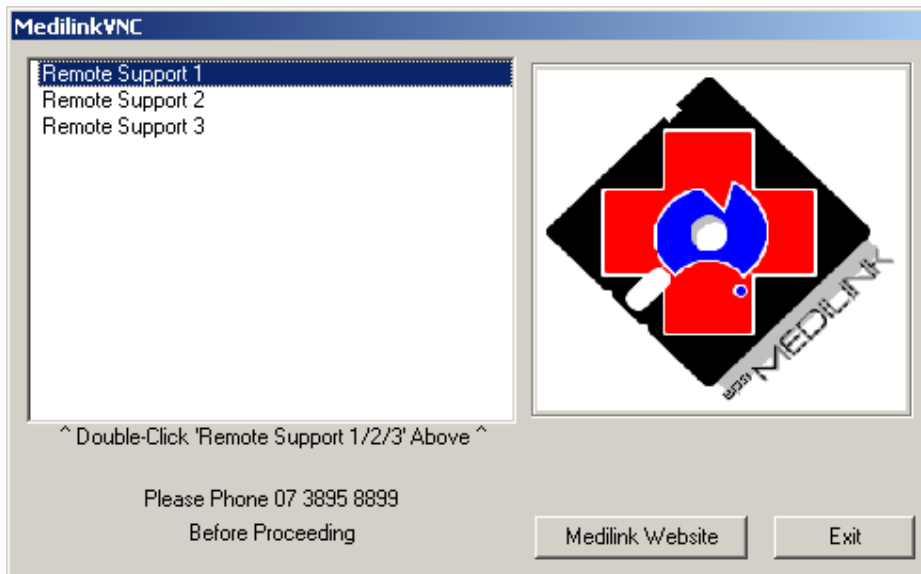 MedilinkVNC
Remote Support 1
Remote Support 2
Remote Support 3
MEDILINK
^ Double-Click 'Remote Support 1/2/3' Above ^
Please Phone 07 3895 8899
Before Proceeding
Medilink Website
Exit